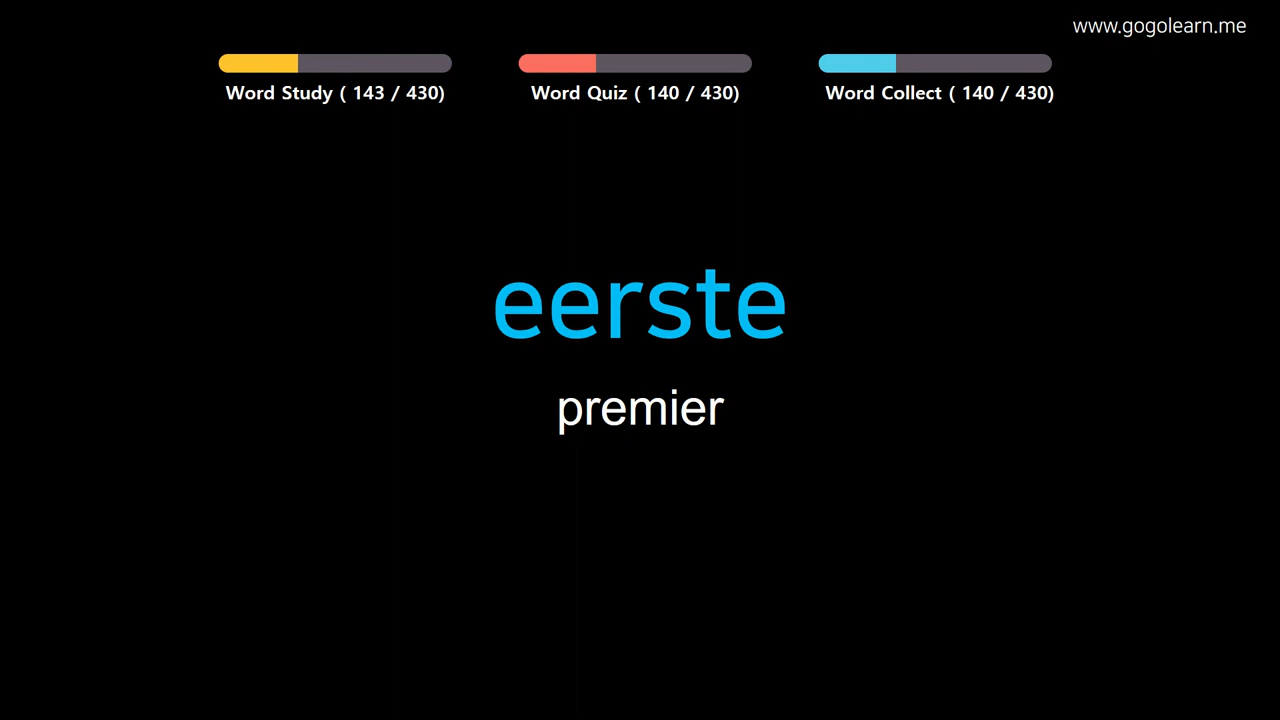 www.gogolearn.me
Word Study ( 143 / 430)
Word Quiz ( 140 / 430)
Word Collect ( 140 / 430)
eerste
premier